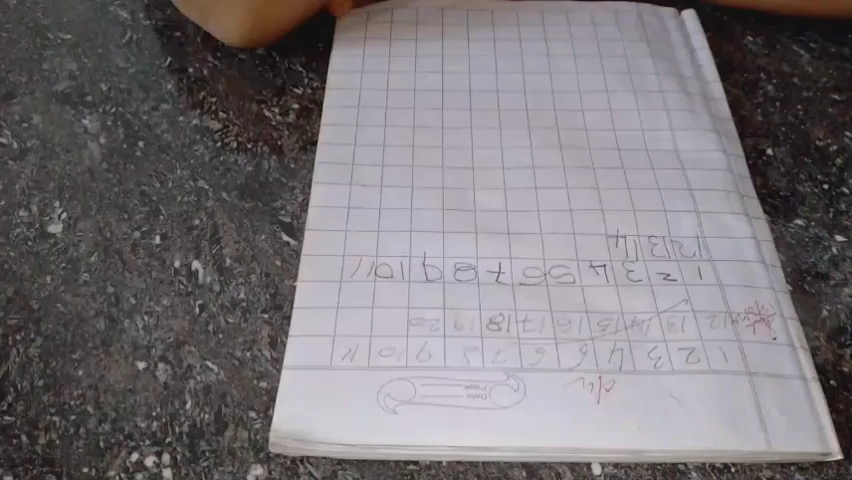 Date
Page
c/w
1 2 3 4 5 6 7 8 9 10 11
12 13 14 15 16 17 18 19 20
1 2 3 4 5 6 7 8 9 10 11
12 13 14